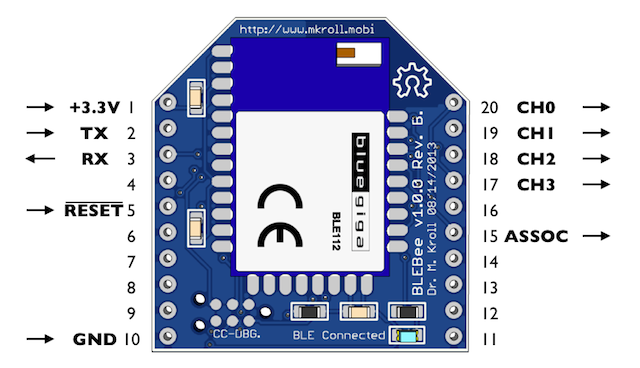 http://www.mkroll.mobi
+3.3V 1
TX 2
RX 3
4
RESET 5
6
7
8
9
GND 10
20 CH0
19 CH1
18 CH2
17 CH3
16
15 ASSOC
14
13
12
11
bluegiga
BLE112
CE
BLEBee v1.0.0 Rev. B.
Dr. M. Kroll 08/14/2013
CC-DBG.
BLE Connected